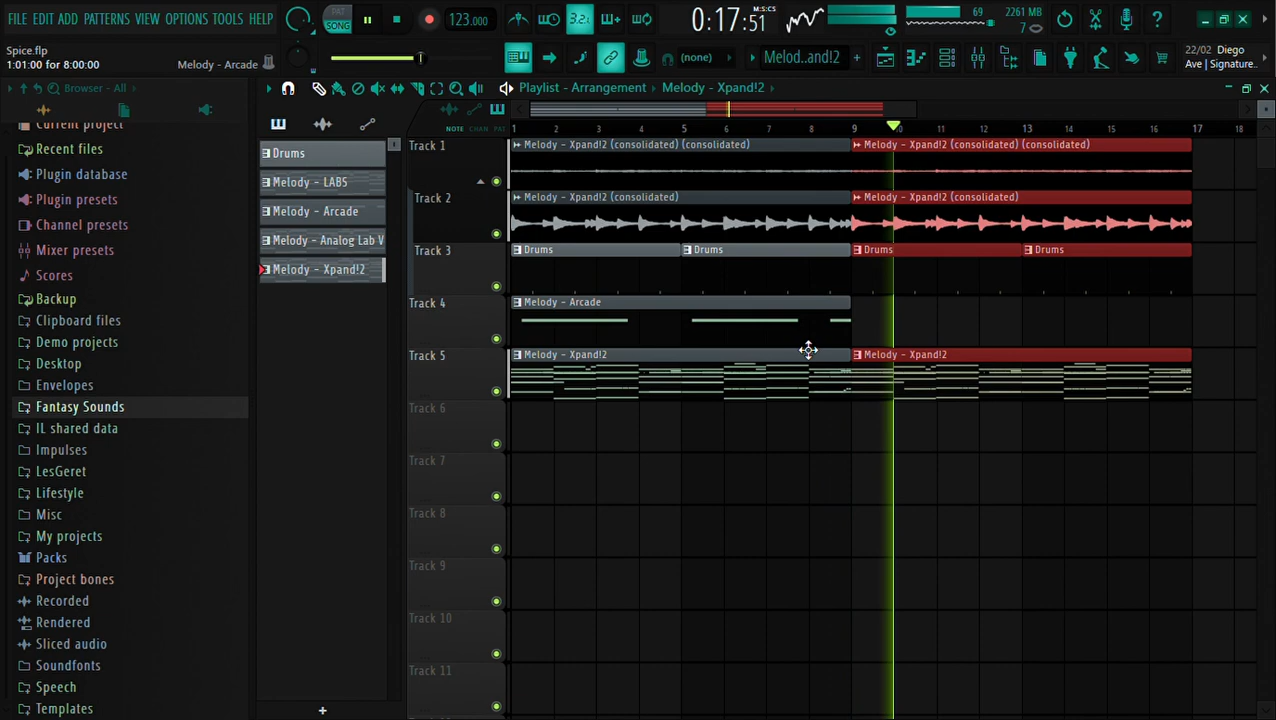 FILE EDIT ADD PATTERNS VIEW OPTIONS TOOLS HELP
PAT
SONG
123.000
3.2.
0:17:51
M:S:CS
69
2261 MB
7
Spice.flp
1:01:00 for 8:00:00
Melody - Arcade
(none)
Melod..and!2
22/02 Diego
Ave | Signature..
Browser - All
Current project
Recent files
Plugin database
Plugin presets
Channel presets
Mixer presets
Scores
Backup
Clipboard files
Demo projects
Desktop
Envelopes
Fantasy Sounds
IL shared data
Impulses
LesGeret
Lifestyle
Misc
My projects
Packs
Project bones
Recorded
Rendered
Sliced audio
Soundfonts
Speech
Templates
Drums
Melody - LABS
Melody - Arcade
Melody - Analog Lab V
Melody - Xpand!2
Playlist - Arrangement
Melody - Xpand!2
NOTE CHAN PAT
1 2 3 4 5 6 7 8 9 10 11 12 13 14 15 16 17 18
Track 1
Melody - Xpand!2 (consolidated) (consolidated)
Melody - Xpand!2 (consolidated) (consolidated)
Track 2
Melody - Xpand!2 (consolidated)
Melody - Xpand!2 (consolidated)
Track 3
Drums
Drums
Drums
Drums
Track 4
Melody - Arcade
Track 5
Melody - Xpand!2
Melody - Xpand!2
Track 6
Track 7
Track 8
Track 9
Track 10
Track 11